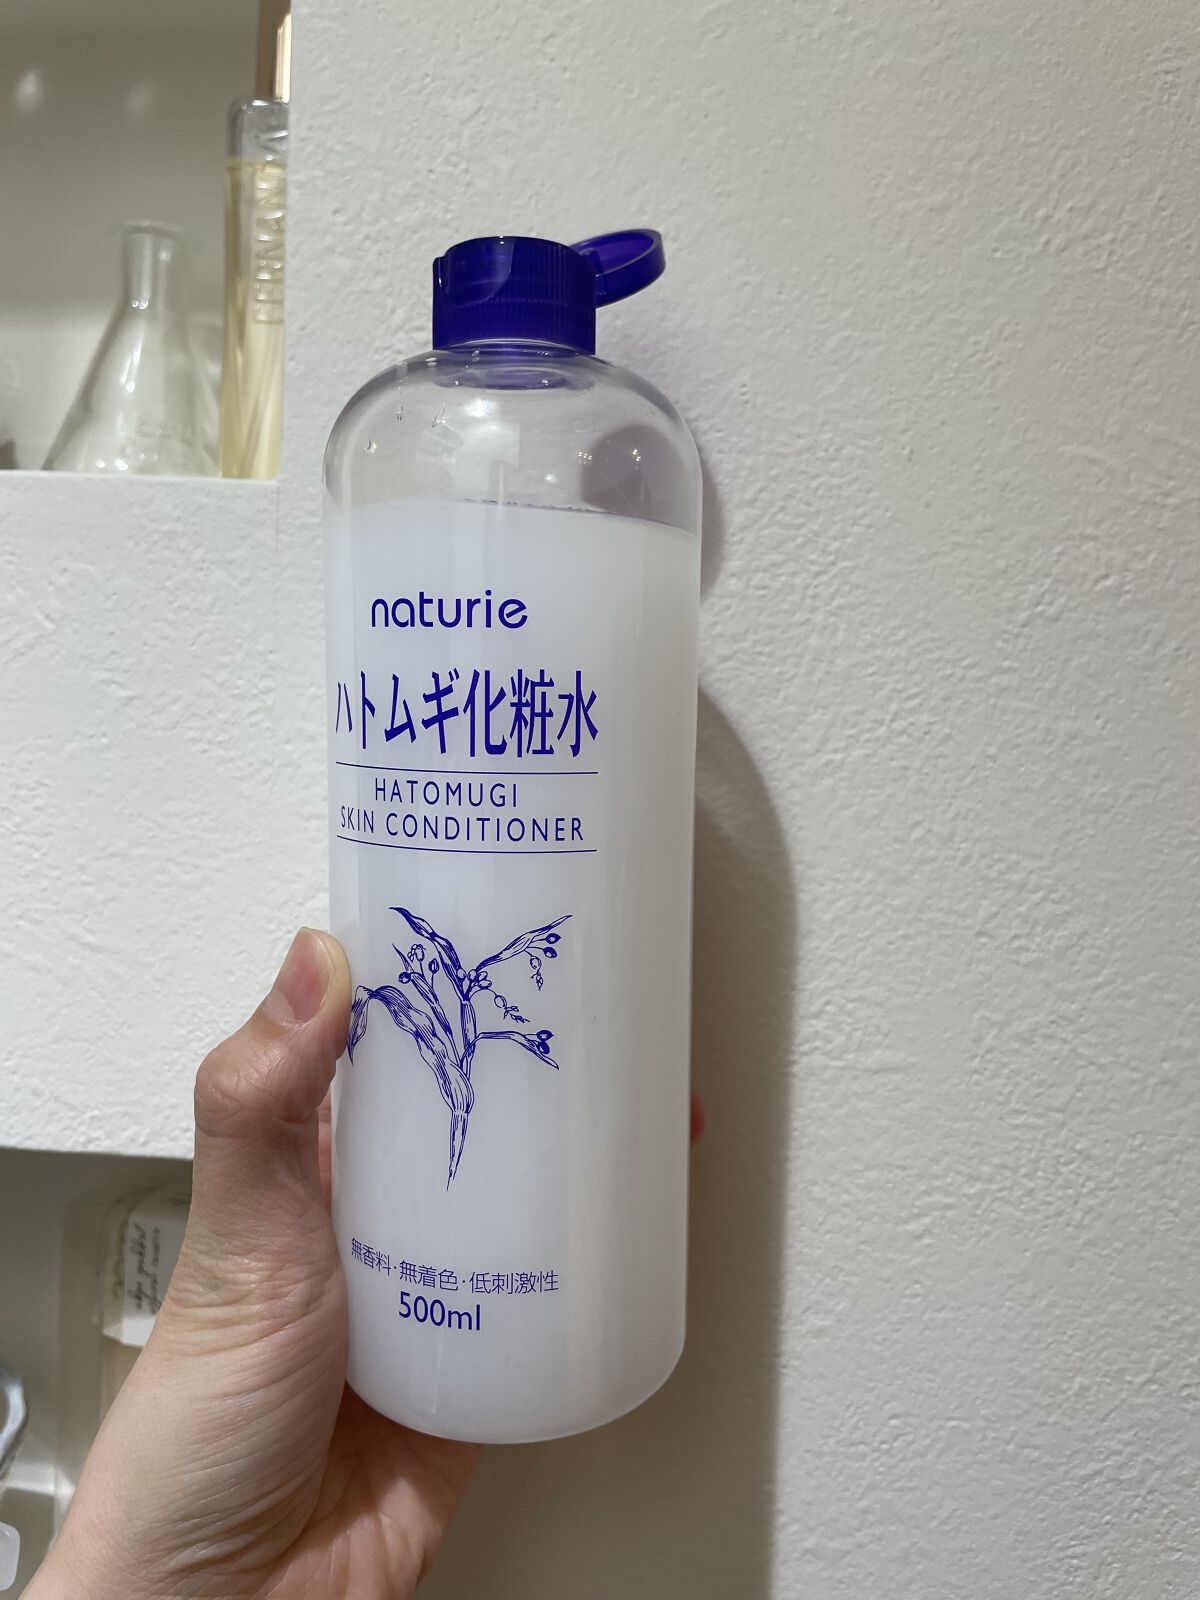 FERNANDA
naturie
ハトムギ化粧水
HATOMUGI
SKIN CONDITIONER
無香料·無着色·低刺激性
500ml